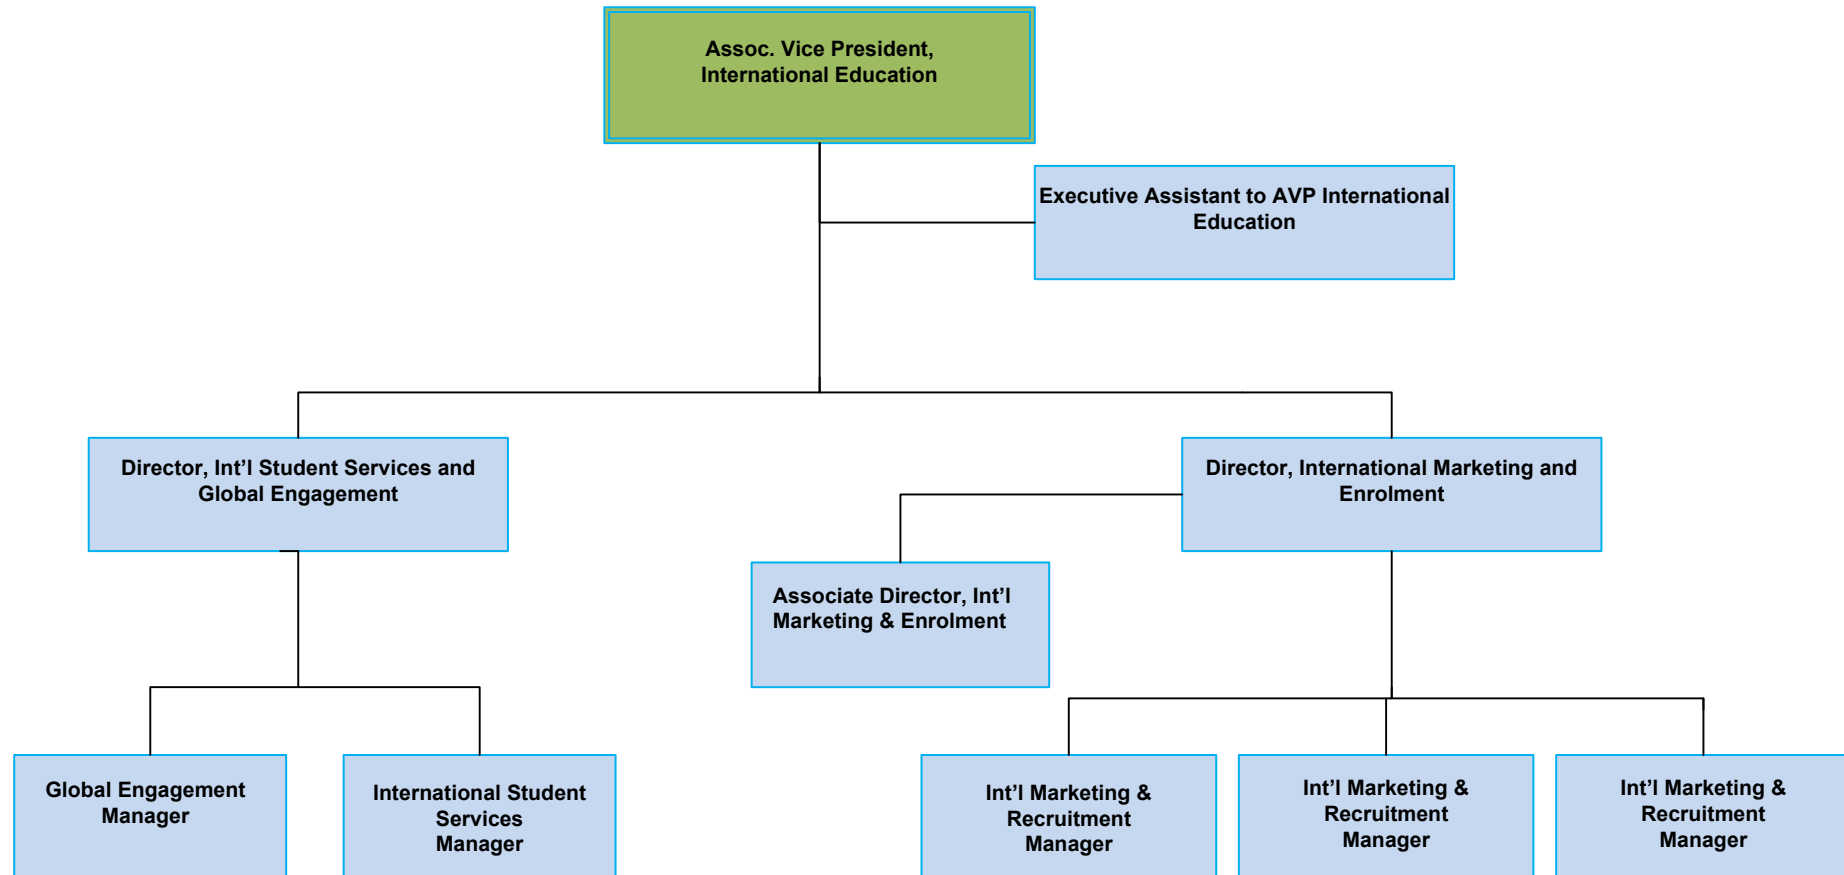 Assoc. Vice President,
International Education
Executive Assistant to AVP International
Education
Director, Int’l Student Services and
Global Engagement
Director, International Marketing and
Enrolment
Associate Director, Int’l
Marketing & Enrolment
Global Engagement
Manager
International Student
Services
Manager
Int’l Marketing &
Recruitment
Manager
Int’l Marketing &
Recruitment
Manager
Int’l Marketing &
Recruitment
Manager